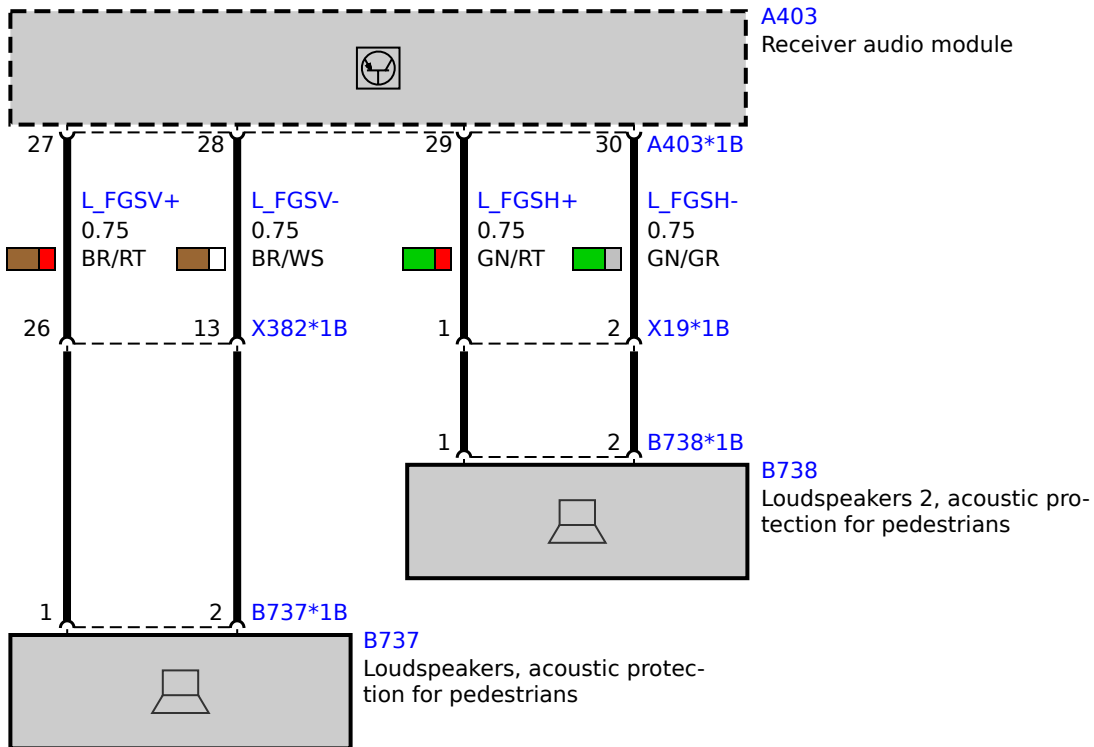 A403
Receiver audio module
27
28
29
30
A403*1B
L_FGSV+
0.75
BR/RT
L_FGSV-
0.75
BR/WS
L_FGSH+
0.75
GN/RT
L_FGSH-
0.75
GN/GR
26
13
X382*1B
1
2
X19*1B
1
2
B738*1B
B738
Loudspeakers 2, acoustic pro-
tection for pedestrians
1
2
B737*1B
B737
Loudspeakers, acoustic protec-
tion for pedestrians